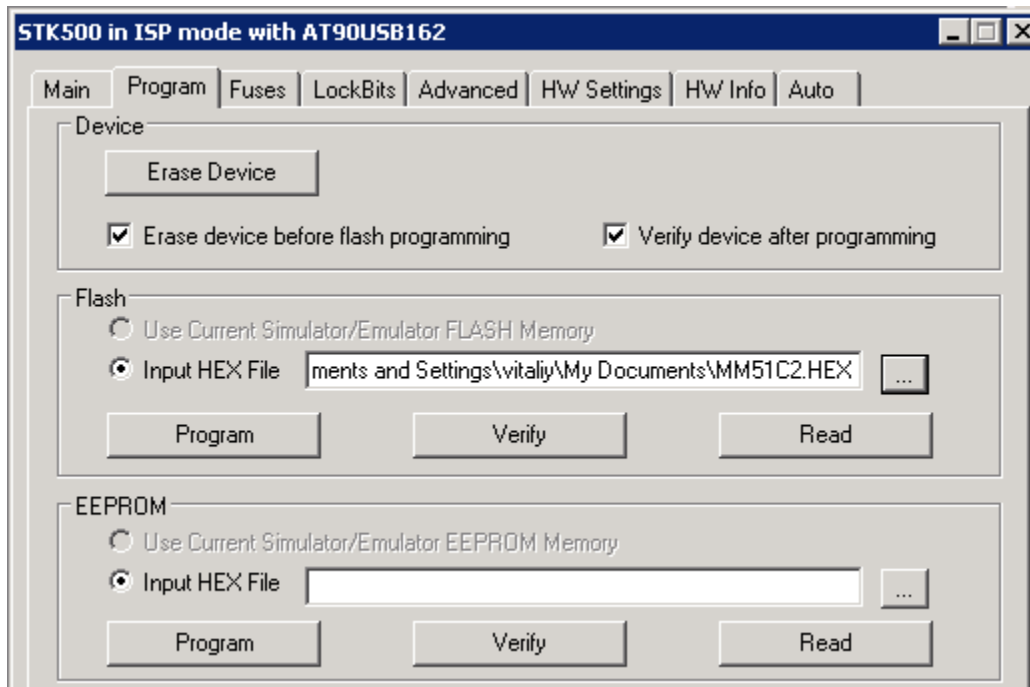 STK500 in ISP mode with AT90USB162
Main Program Fuses LockBits Advanced HW Settings HW Info Auto
Device
Erase Device
Erase device before flash programming Verify device after programming
Flash
Use Current Simulator/Emulator FLASH Memory
Input HEX File ments and Settings\vitaliy\My Documents\MM51C2.HEX ...
Program Verify Read
EEPROM
Use Current Simulator/Emulator EEPROM Memory
Input HEX File ...
Program Verify Read